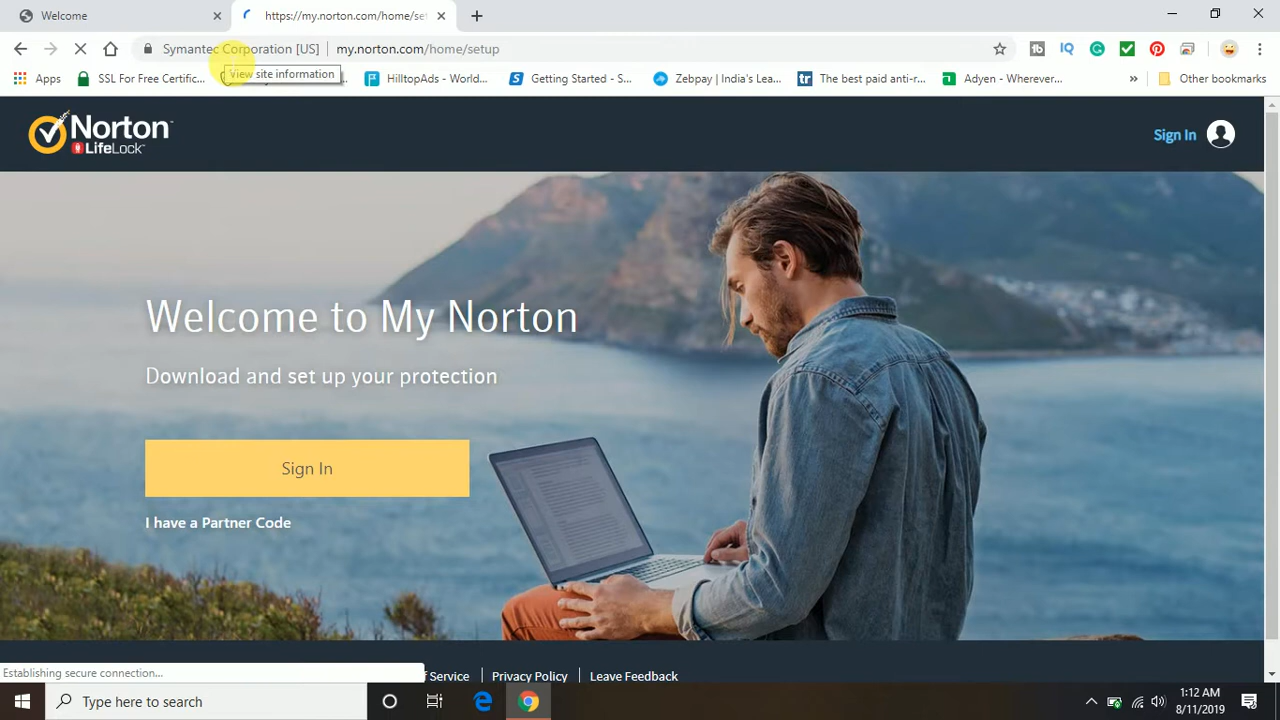 Welcome
https://my.norton.com/home/set
Symantec Corporation [US]
my.norton.com/home/setup
View site information
Apps
SSL For Free Certific...
HilltopAds - World...
Getting Started - S...
Zebpay | India's Lea...
The best paid anti-r...
Adyen - Wherever...
»
Other bookmarks
Norton
LifeLock
Sign In
Welcome to My Norton
Download and set up your protection
Sign In
I have a Partner Code
Establishing secure connection...
Service
Privacy Policy
Leave Feedback
Type here to search
1:12 AM
8/11/2019